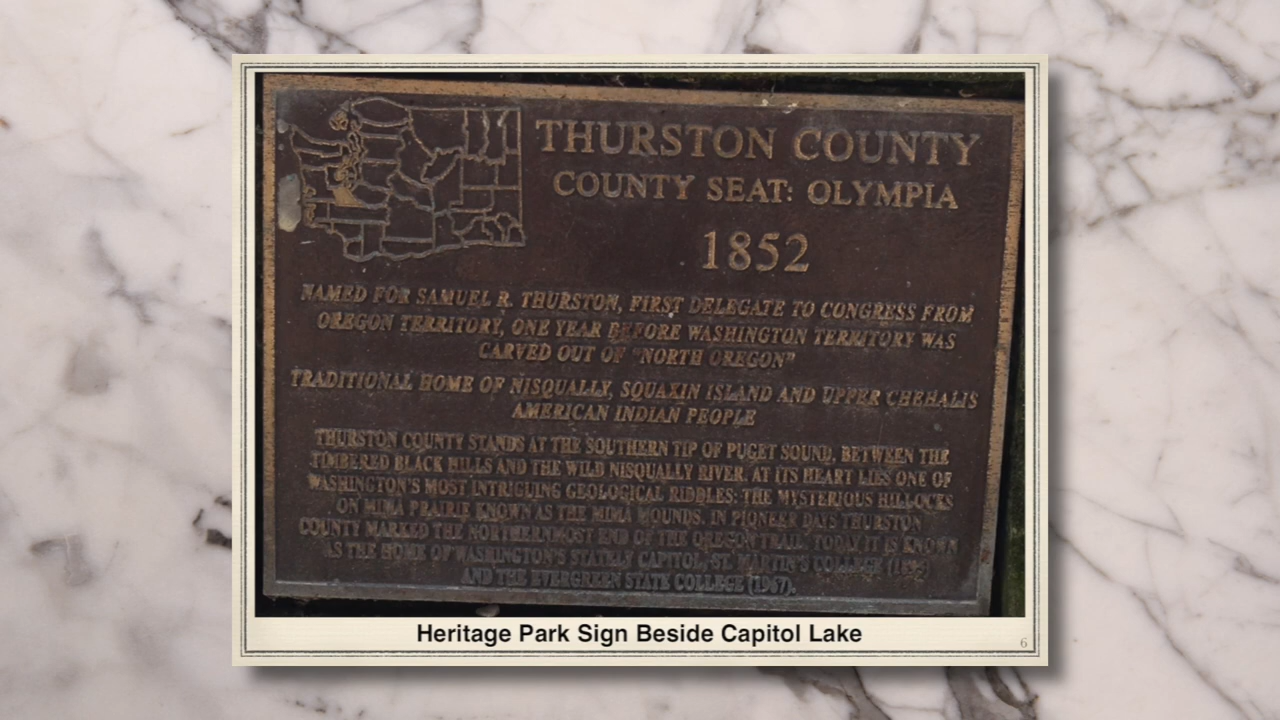 THURSTON COUNTY
COUNTY SEAT: OLYMPIA
1852
NAMED FOR SAMUEL R. THURSTON, FIRST DELEGATE TO CONGRESS FROM
OREGON TERRITORY, ONE YEAR BEFORE WASHINGTON TERRITORY WAS
CARVED OUT OF "NORTH OREGON"
TRADITIONAL HOME OF NISQUALLY, SQUAXIN ISLAND AND UPPER CHEHALIS
AMERICAN INDIAN PEOPLE
THURSTON COUNTY STANDS AT THE SOUTHERN TIP OF PUGET SOUND, BETWEEN THE
TIMBERED BLACK HILLS AND THE WILD NISQUALLY RIVER. AT ITS HEART LIES ONE OF
WASHINGTON'S MOST INTRIGUING GEOLOGICAL RIDDLES: THE MYSTERIOUS HILLOCKS
ON MIMA PRAIRIE KNOWN AS THE MIMA MOUNDS. IN PIONEER DAYS THURSTON
COUNTY MARKED THE NORTHERNMOST END OF THE OREGON TRAIL. TODAY IT IS KNOWN
AS THE HOME OF WASHINGTON'S STATELY CAPITOL, ST. MARTIN'S COLLEGE
AND THE EVERGREEN STATE COLLEGE (1967).
Heritage Park Sign Beside Capitol Lake
6